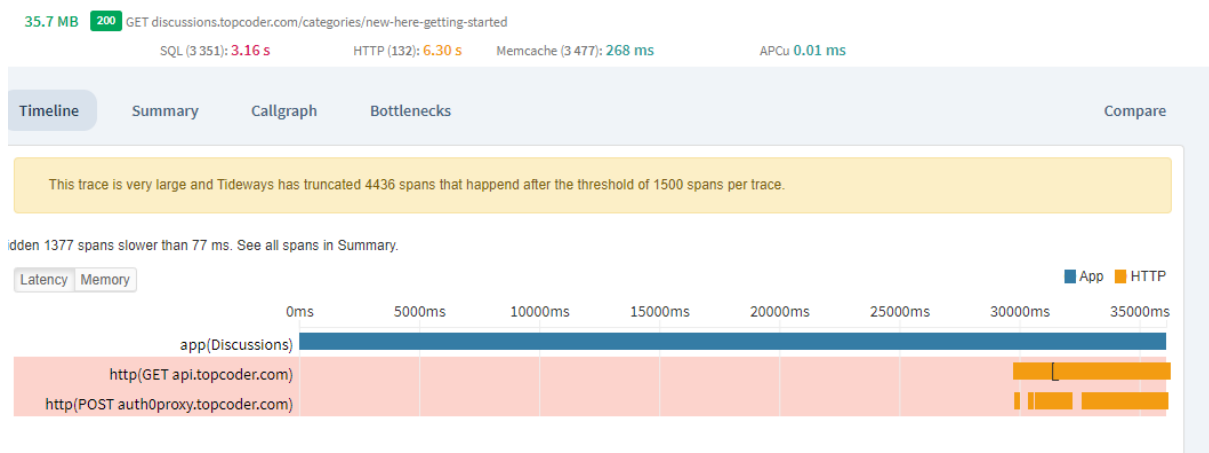 35.7 MB 200 GET discussions.topcoder.com/categories/new-here-getting-started
SQL (3 351): 3.16 s HTTP (132): 6.30 s Memcache (3 477): 268 ms APCu 0.01 ms
Timeline Summary Callgraph Bottlenecks Compare
This trace is very large and Tideways has truncated 4436 spans that happend after the threshold of 1500 spans per trace.
idden 1377 spans slower than 77 ms. See all spans in Summary.
Latency Memory App HTTP
0ms 5000ms 10000ms 15000ms 20000ms 25000ms 30000ms 35000ms
app(Discussions)
http(GET api.topcoder.com)
http(POST auth0proxy.topcoder.com)